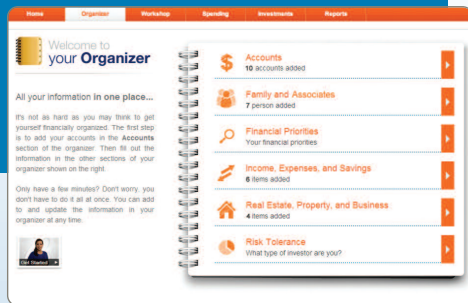 Home Organizer Workshop Spending Investments Reports
Welcome to
your Organizer
All your information in one place...
It's not as hard as you may think to get
yourself financially organized. The first step
is to add your accounts in the Accounts
section of the organizer. Then fill out the
information in the other sections of your
organizer shown on the right.
Only have a few minutes? Don't worry, you
don't have to do it all at once. You can add
to and update the information in your
organizer at any time.
Get Started
Accounts
10 accounts added
Family and Associates
7 person added
Financial Priorities
Your financial priorities
Income, Expenses, and Savings
6 items added
Real Estate, Property, and Business
4 items added
Risk Tolerance
What type of investor are you?